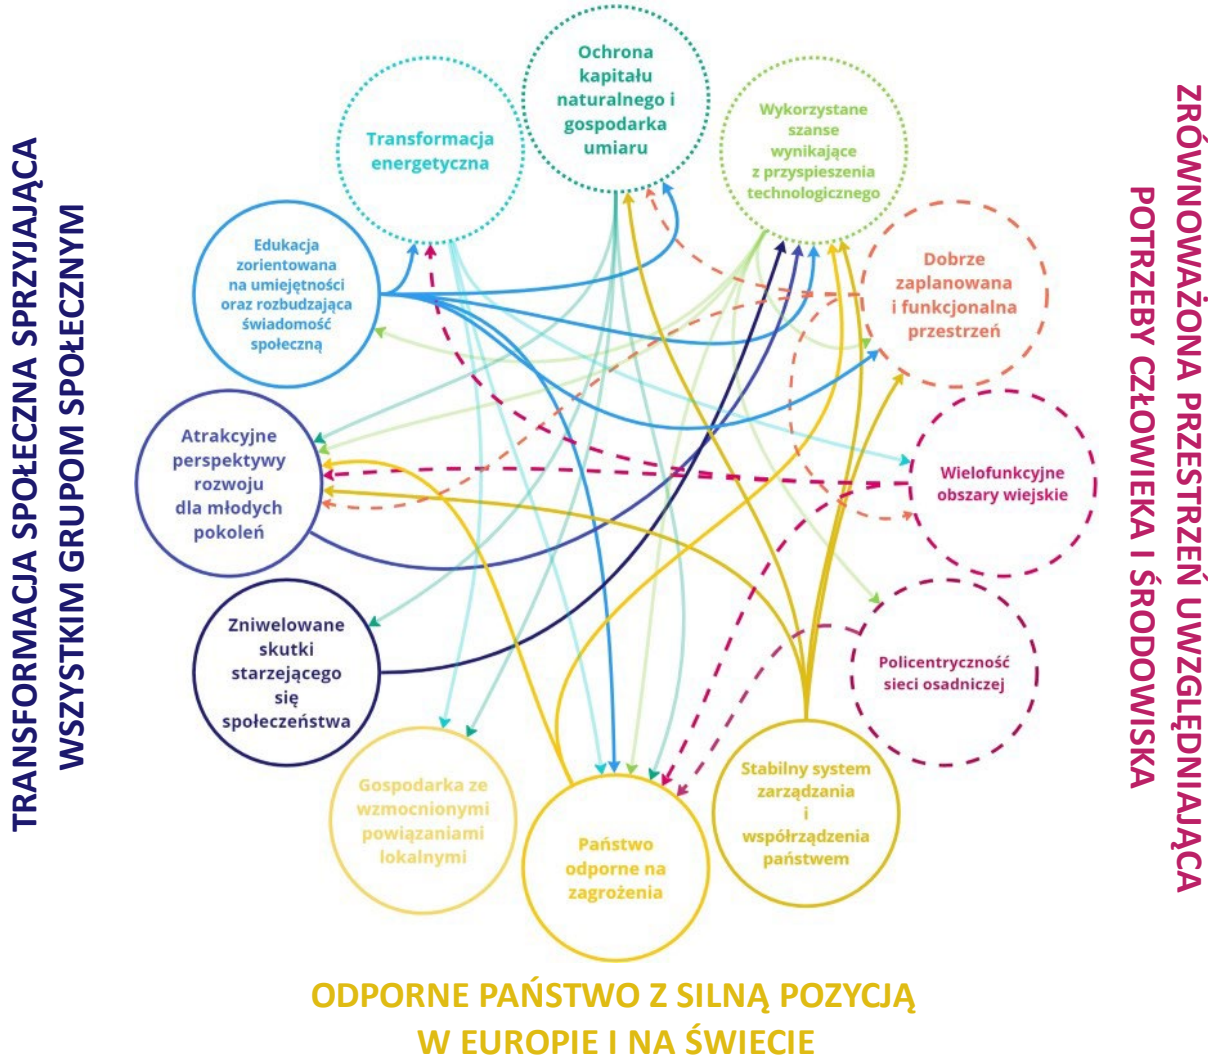 Ochrona
kapitału
naturalnego i
gospodarka
umiaru
Transformacja
energetyczna
Wykorzystane
szanse
wynikające
z przyspieszenia
technologicznego
Edukacja
zorientowana
na umiejętności
oraz rozbudzająca
świadomość
społeczną
Dobrze
zaplanowana
i funkcjonalna
przestrzeń
Atrakcyjne
perspektywy
rozwoju
dla młodych
pokoleń
Wielofunkcyjne
obszary wiejskie
Zniwelowane
skutki
starzejącego
się
społeczeństwa
Policentryczność
sieci osadniczej
Gospodarka ze
wzmocnionymi
powiązaniami
lokalnymi
Państwo
odporne na
zagrożenia
Stabilny system
zarządzania
i
współrządzenia
państwem
TRANSFORMACJA SPOŁECZNA SPRZYJAJĄCA
WSZYSTKIM GRUPOM SPOŁECZNYM
ZRÓWNOWAŻONA PRZESTRZEŃ UWZGLĘDNIAJĄCA
POTRZEBY CZŁOWIEKA I ŚRODOWISKA
ODPORNE PAŃSTWO Z SILNĄ POZYCJĄ
W EUROPIE I NA ŚWIECIE